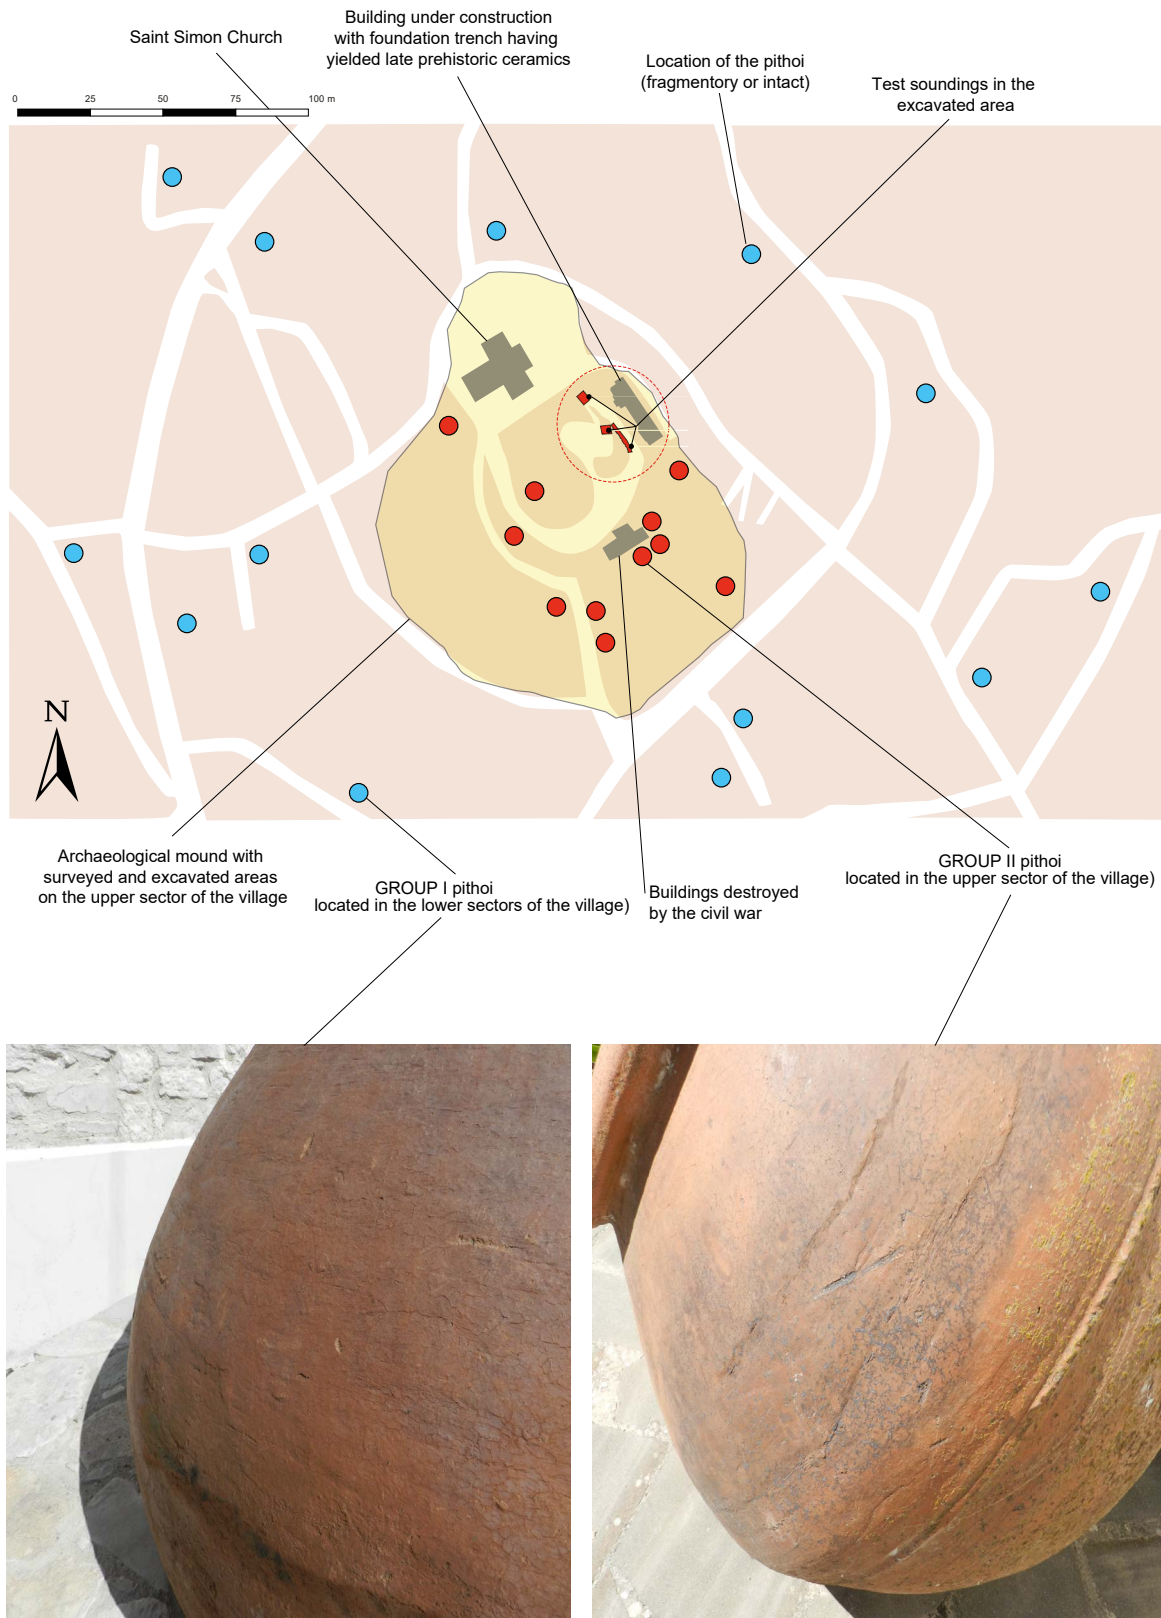 Building under construction
with foundation trench having
yielded late prehistoric ceramics
Saint Simon Church
Location of the pithoi
(fragmentory or intact)
Test soundings in the
excavated area
0 25 50 75 100 m
N
Archaeological mound with
surveyed and excavated areas
on the upper sector of the village
GROUP I pithoi
located in the lower sectors of the village)
Buildings destroyed
by the civil war
GROUP II pithoi
located in the upper sector of the village)